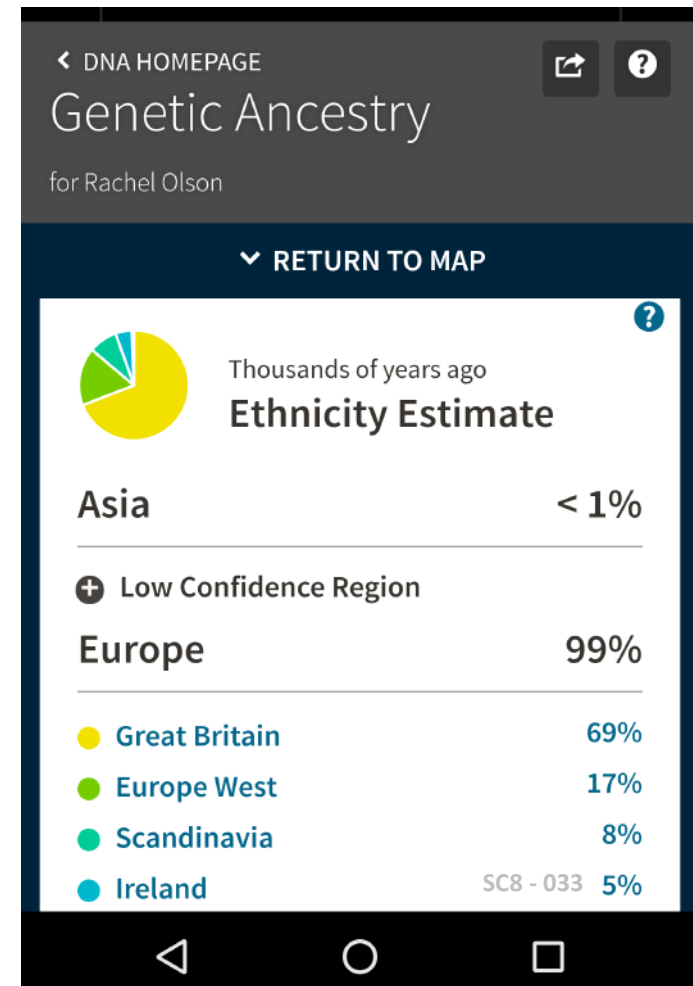 DNA HOMEPAGE
Genetic Ancestry
for Rachel Olson
RETURN TO MAP
Thousands of years ago
Ethnicity Estimate
Asia < 1%
Low Confidence Region
Europe 99%
Great Britain 69%
Europe West 17%
Scandinavia 8%
Ireland SC8 - 033 5%